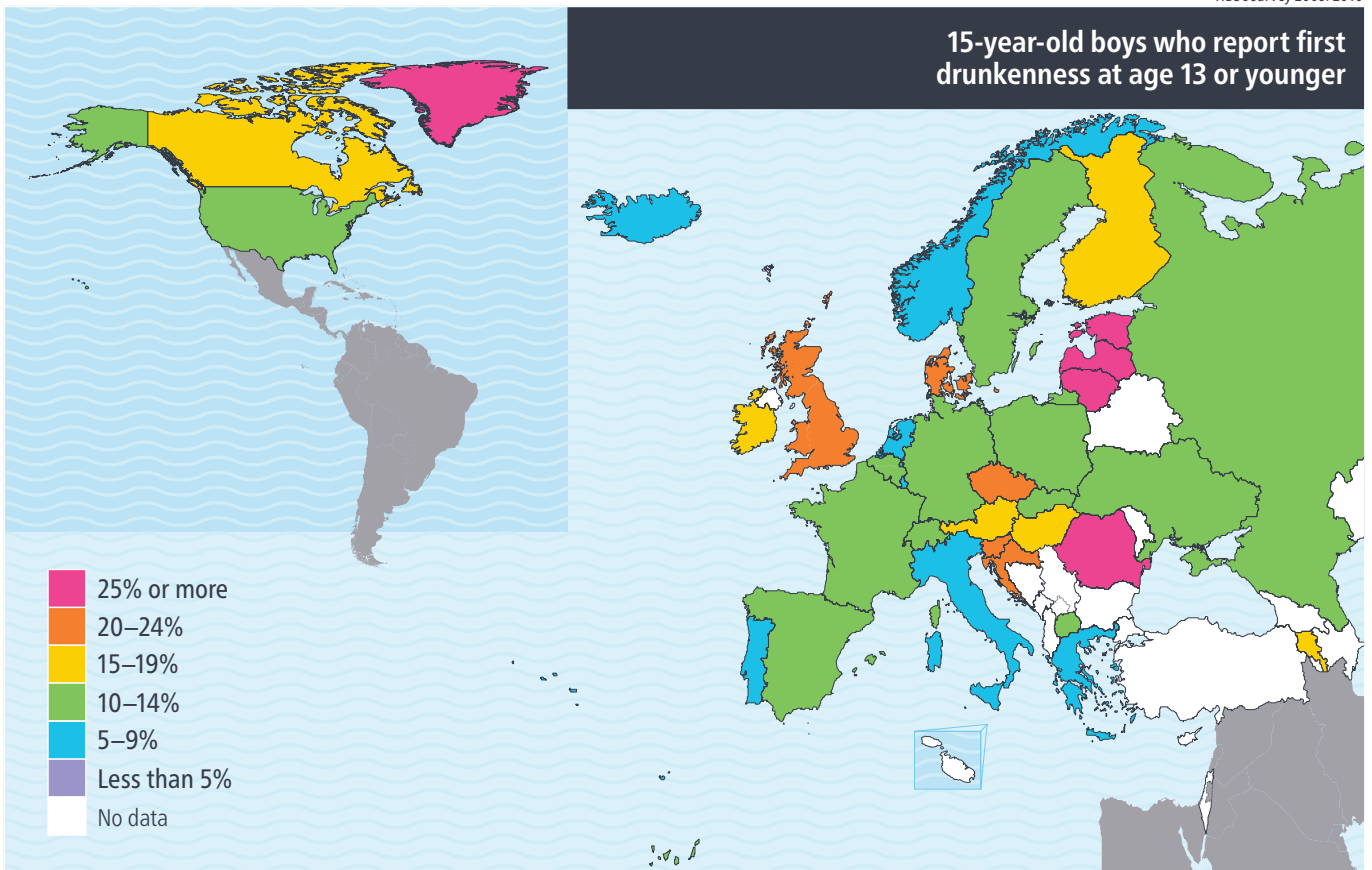 15-year-old boys who report first
drunkenness at age 13 or younger
25% or more
20–24%
15–19%
10–14%
5–9%
Less than 5%
No data